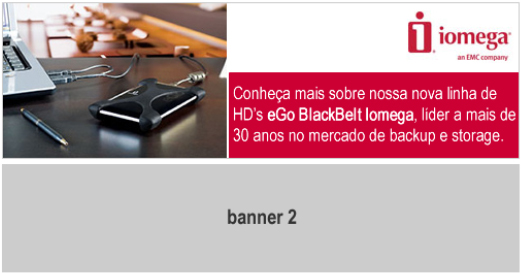 iomega
an EMC company
Conheça mais sobre nossa nova linha de
HD's eGo BlackBelt Iomega, lider a mais de
30 anos no mercado de backup e storage.
banner 2